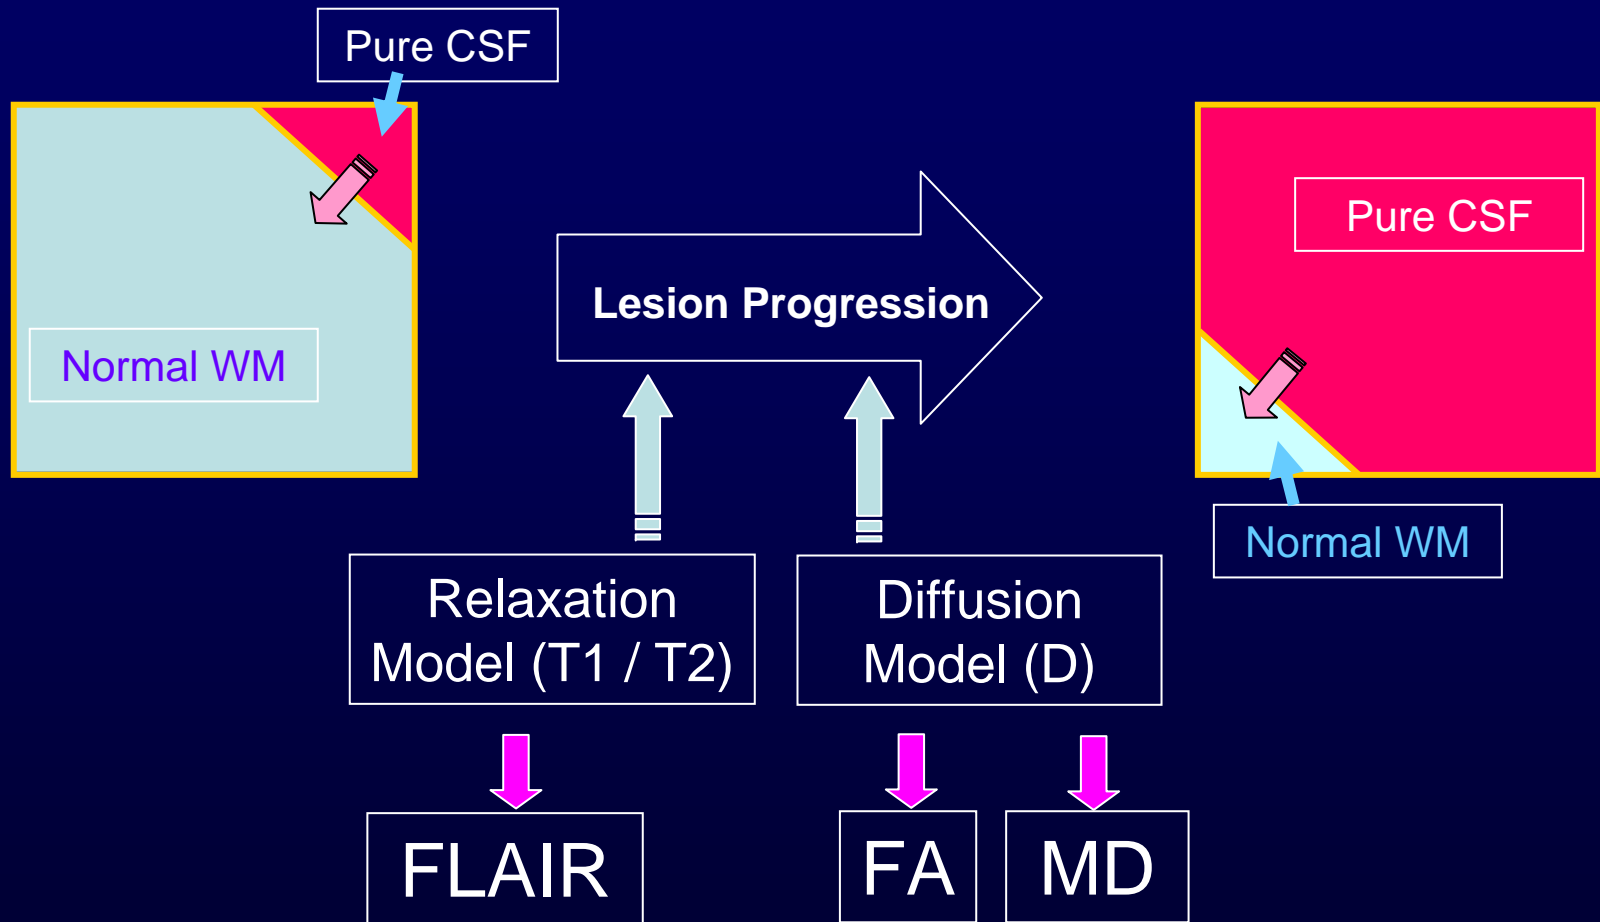 Pure CSF
Normal WM
Lesion Progression
Pure CSF
Normal WM
Relaxation
Model (T1 / T2)
Diffusion
Model (D)
FLAIR
FA
MD